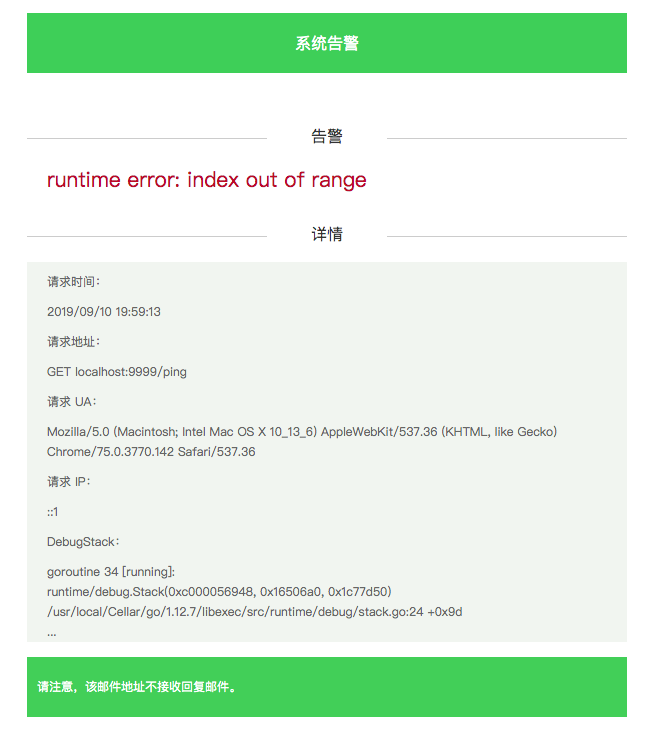 系统告警
告警
runtime error: index out of range
详情
请求时间：
2019/09/10 19:59:13
请求地址：
GET localhost:9999/ping
请求 UA：
Mozilla/5.0 (Macintosh; Intel Mac OS X 10_13_6) AppleWebKit/537.36 (KHTML, like Gecko)
Chrome/75.0.3770.142 Safari/537.36
请求 IP：
::1
DebugStack：
goroutine 34 [running]:
runtime/debug.Stack(0xc000056948, 0x16506a0, 0x1c77d50)
/usr/local/Cellar/go/1.12.7/libexec/src/runtime/debug/stack.go:24 +0x9d
...
请注意，该邮件地址不接收回复邮件。